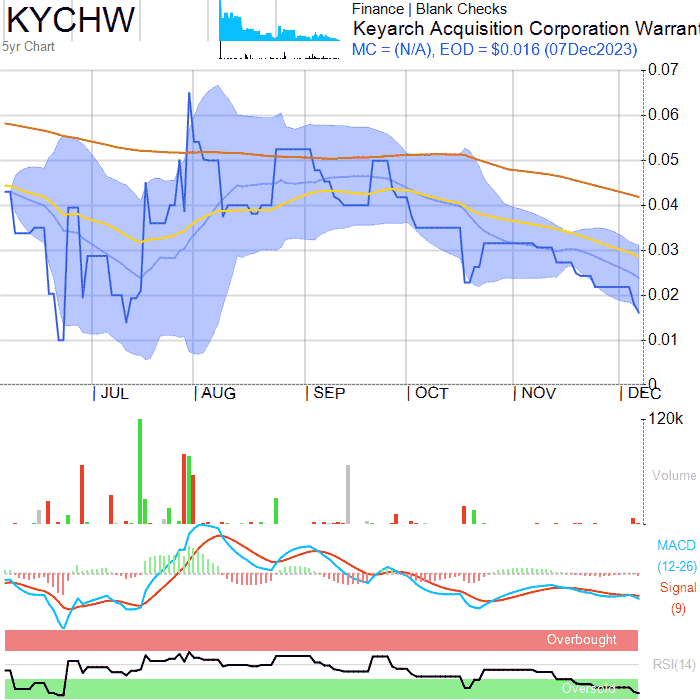 KYCHW
5yr Chart
Finance | Blank Checks
Keyarch Acquisition Corporation Warrant
MC = (N/A), EOD = $0.016 (07Dec2023)
0.07
0.06
0.05
0.04
0.03
0.02
0.01
0
JUL AUG SEP OCT NOV DEC
120k
Volume
MACD
(12-26)
Signal
(9)
Overbought
RSI(14)
Oversold